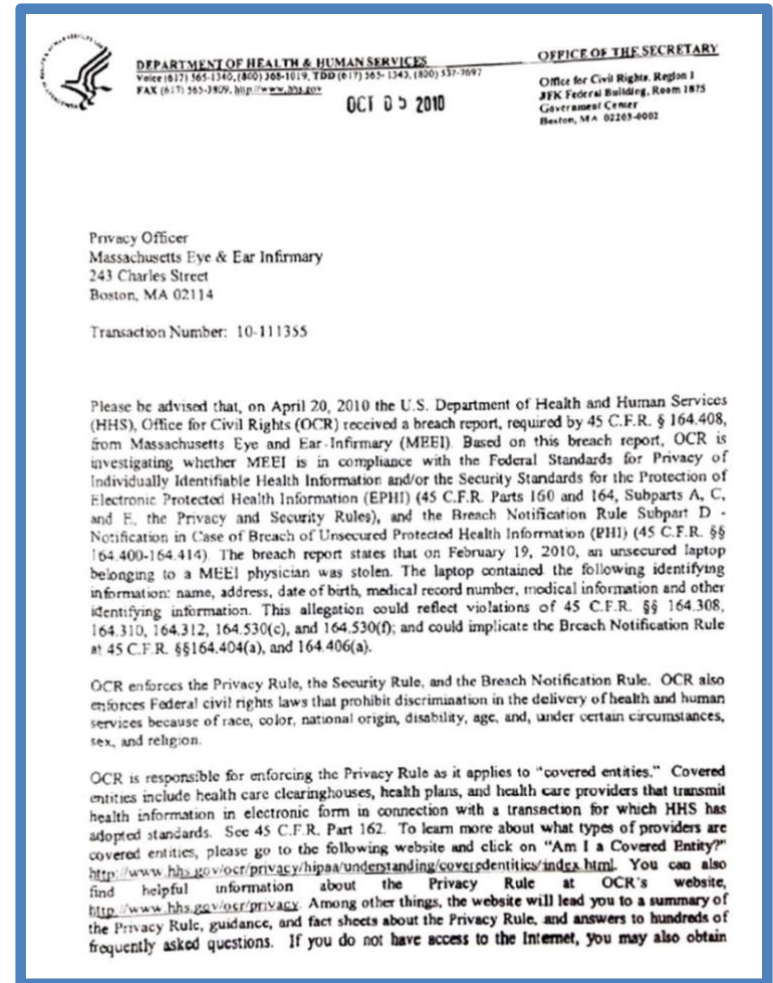 DEPARTMENT OF HEALTH & HUMAN SERVICES
Voice (617) 565-1340, (800) 368-1019, TDD (617) 565-1343, (800) 537-7697
FAX (617) 565-3809, http://www.hhs.gov
OCT 05 2010
OFFICE OF THE SECRETARY
Office for Civil Rights, Region I
JFK Federal Building, Room 1875
Government Center
Boston, MA 02203-0002
Privacy Officer
Massachusetts Eye & Ear Infirmary
243 Charles Street
Boston, MA 02114
Transaction Number: 10-111355
Please be advised that, on April 20, 2010 the U.S. Department of Health and Human Services
(HHS), Office for Civil Rights (OCR) received a breach report, required by 45 C.F.R. § 164.408,
from Massachusetts Eye and Ear Infirmary (MEEI). Based on this breach report, OCR is
investigating whether MEEI is in compliance with the Federal Standards for Privacy of
Individually Identifiable Health Information and/or the Security Standards for the Protection of
Electronic Protected Health Information (EPHI) (45 C.F.R. Parts 160 and 164, Subparts A, C,
and E, the Privacy and Security Rules), and the Breach Notification Rule Subpart D -
Notification in Case of Breach of Unsecured Protected Health Information (PHI) (45 C.F.R. §§
164.400-164.414). The breach report states that on February 19, 2010, an unsecured laptop
belonging to a MEEI physician was stolen. The laptop contained the following identifying
information: name, address, date of birth, medical record number, medical information and other
identifying information. This allegation could reflect violations of 45 C.F.R. §§ 164.308,
164.310, 164.312, 164.530(c), and 164.530(f); and could implicate the Breach Notification Rule
at 45 C.F.R. §§164.404(a), and 164.406(a).
OCR enforces the Privacy Rule, the Security Rule, and the Breach Notification Rule. OCR also
enforces Federal civil rights laws that prohibit discrimination in the delivery of health and human
services because of race, color, national origin, disability, age, and, under certain circumstances,
sex, and religion.
OCR is responsible for enforcing the Privacy Rule as it applies to "covered entities." Covered
entities include health care clearinghouses, health plans, and health care providers that transmit
health information in electronic form in connection with a transaction for which HHS has
adopted standards. See 45 C.F.R. Part 162. To learn more about what types of providers are
covered entities, please go to the following website and click on "Am I a Covered Entity?"
http://www.hhs.gov/ocr/privacy/hipaa/understanding/coveredentities/index.html. You can also
find helpful information about the Privacy Rule at OCR's website,
http://www.hhs.gov/ocr/privacy. Among other things, the website will lead you to a summary of
the Privacy Rule, guidance, and fact sheets about the Privacy Rule, and answers to hundreds of
frequently asked questions. If you do not have access to the Internet, you may also obtain